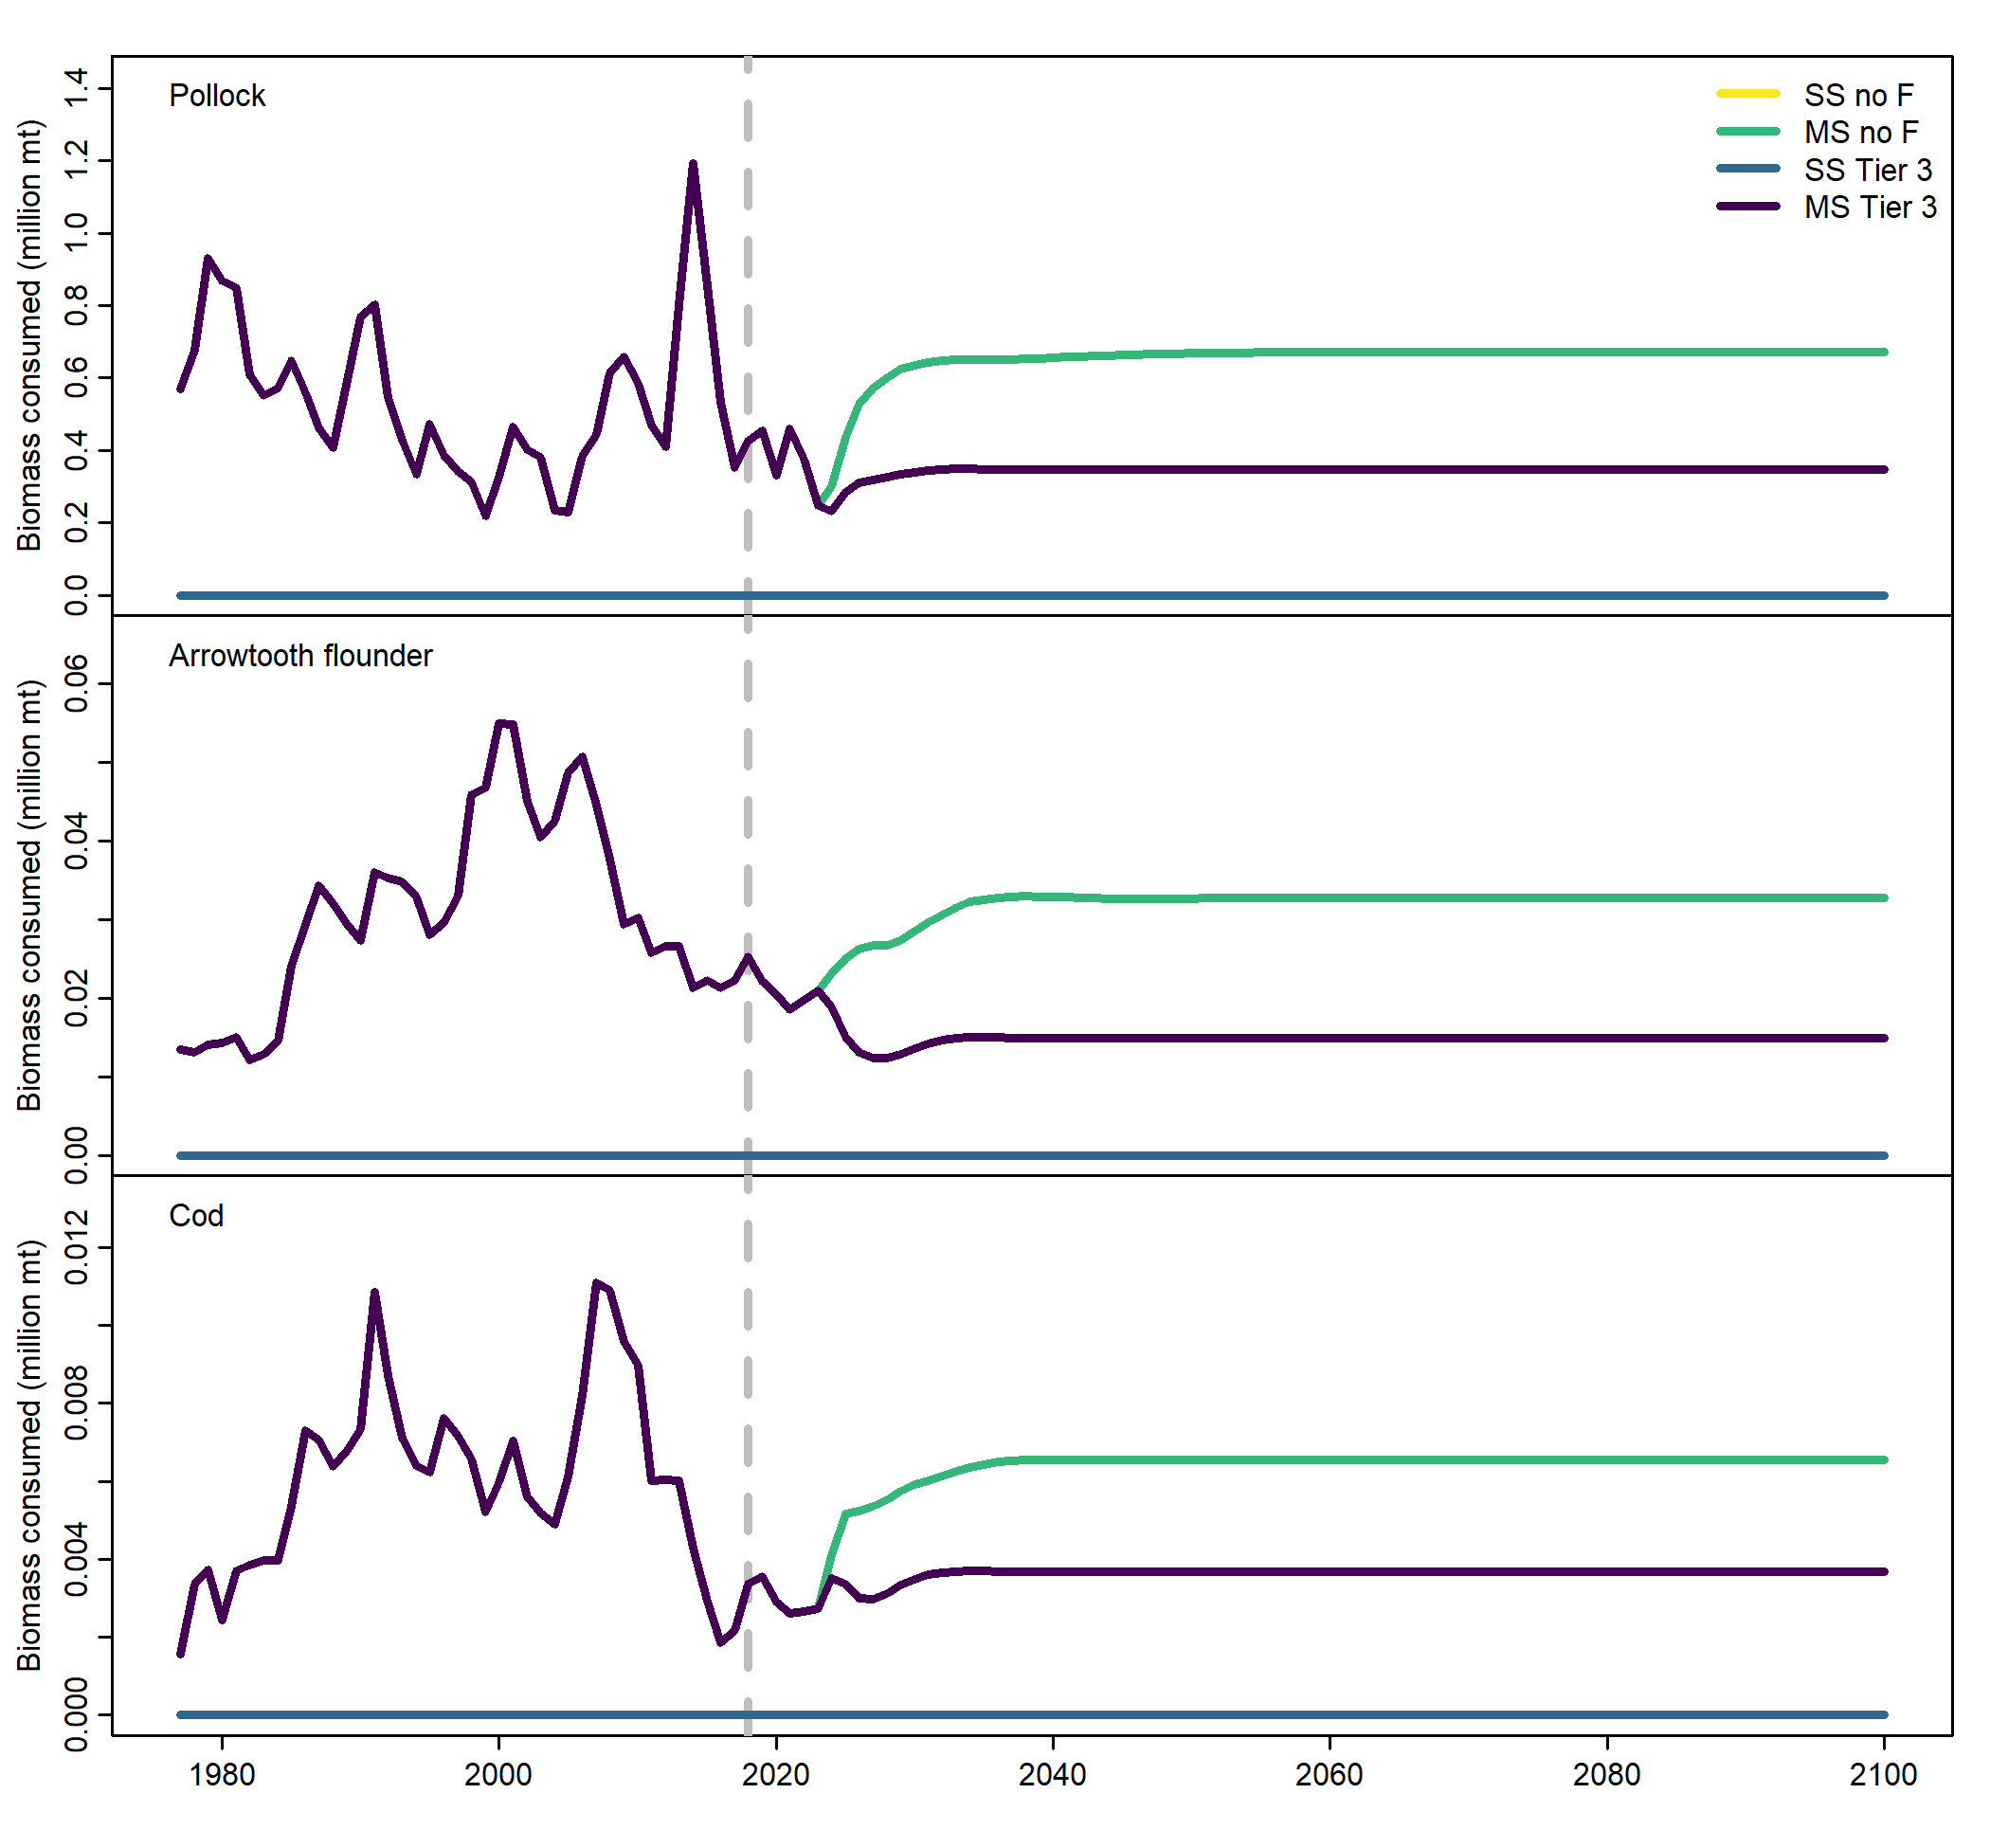 Pollock
SS no F
MS no F
SS Tier 3
MS Tier 3
Biomass consumed (million mt)
1.4
1.2
1.0
0.8
0.6
0.4
0.2
0.0
Arrowtooth flounder
Biomass consumed (million mt)
0.06
0.04
0.02
0.00
Cod
Biomass consumed (million mt)
0.012
0.008
0.004
0.000
1980 2000 2020 2040 2060 2080 2100